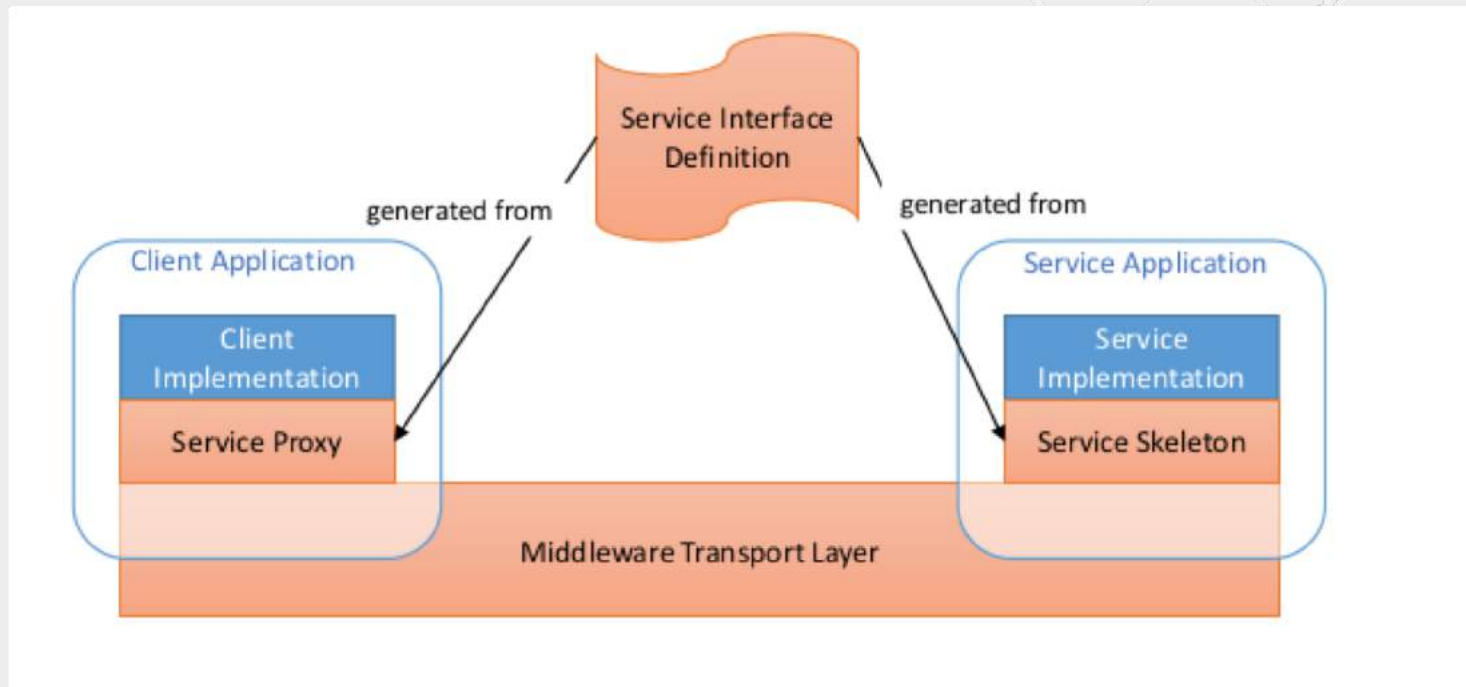 Service Interface
Definition
generated from
generated from
Client Application
Service Application
Client
Implementation
Service
Implementation
Service Proxy
Service Skeleton
Middleware Transport Layer